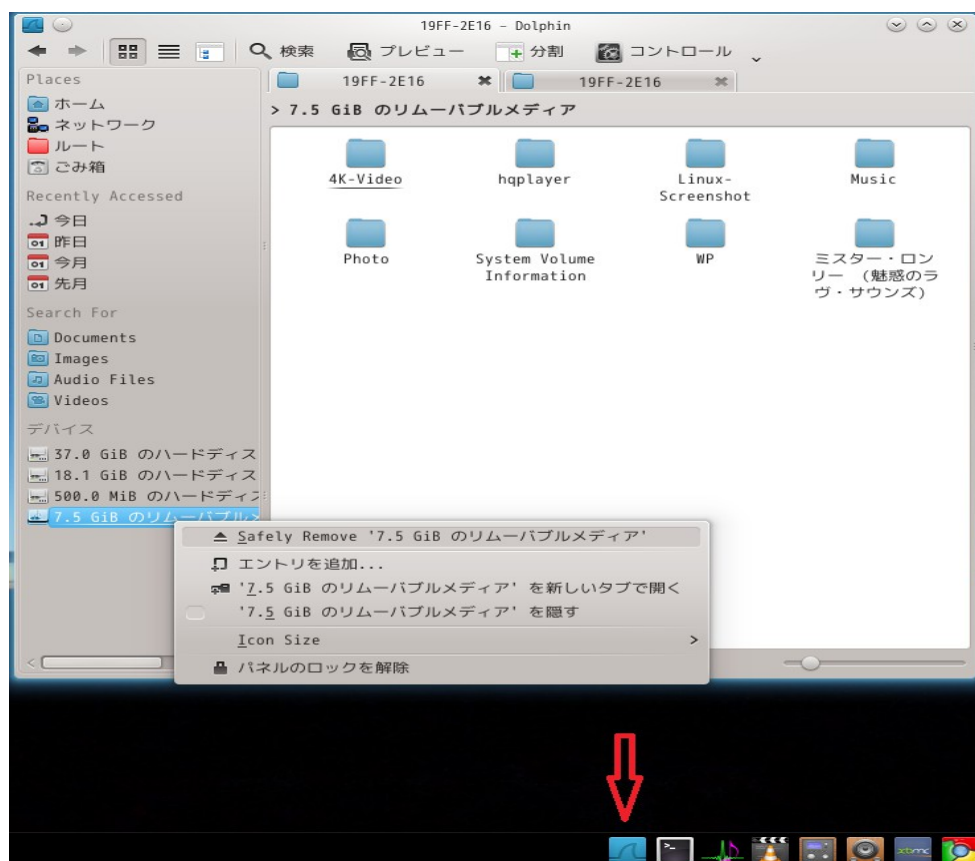 19FF-2E16 – Dolphin
検索 プレビュー 分割 コントロール
Places
19FF-2E16 19FF-2E16
ホーム
> 7.5 GiB のリムーバブルメディア
ネットワーク
ルート
ごみ箱
4K-Video hqplayer Linux-Screenshot Music
Recently Accessed
今日
昨日
今月
先月
Photo System Volume Information WP ミスター・ロンリー (魅惑のラヴ・サウンズ)
Search For
Documents
Images
Audio Files
Videos
デバイス
37.0 GiB のハードディス
18.1 GiB のハードディス
500.0 MiB のハードディス
7.5 GiB のリムーバブル
Safely Remove '7.5 GiB のリムーバブルメディア'
エントリを追加...
'7.5 GiB のリムーバブルメディア' を新しいタブで開く
'7.5 GiB のリムーバブルメディア' を隠す
Icon Size >
パネルのロックを解除
xbmc